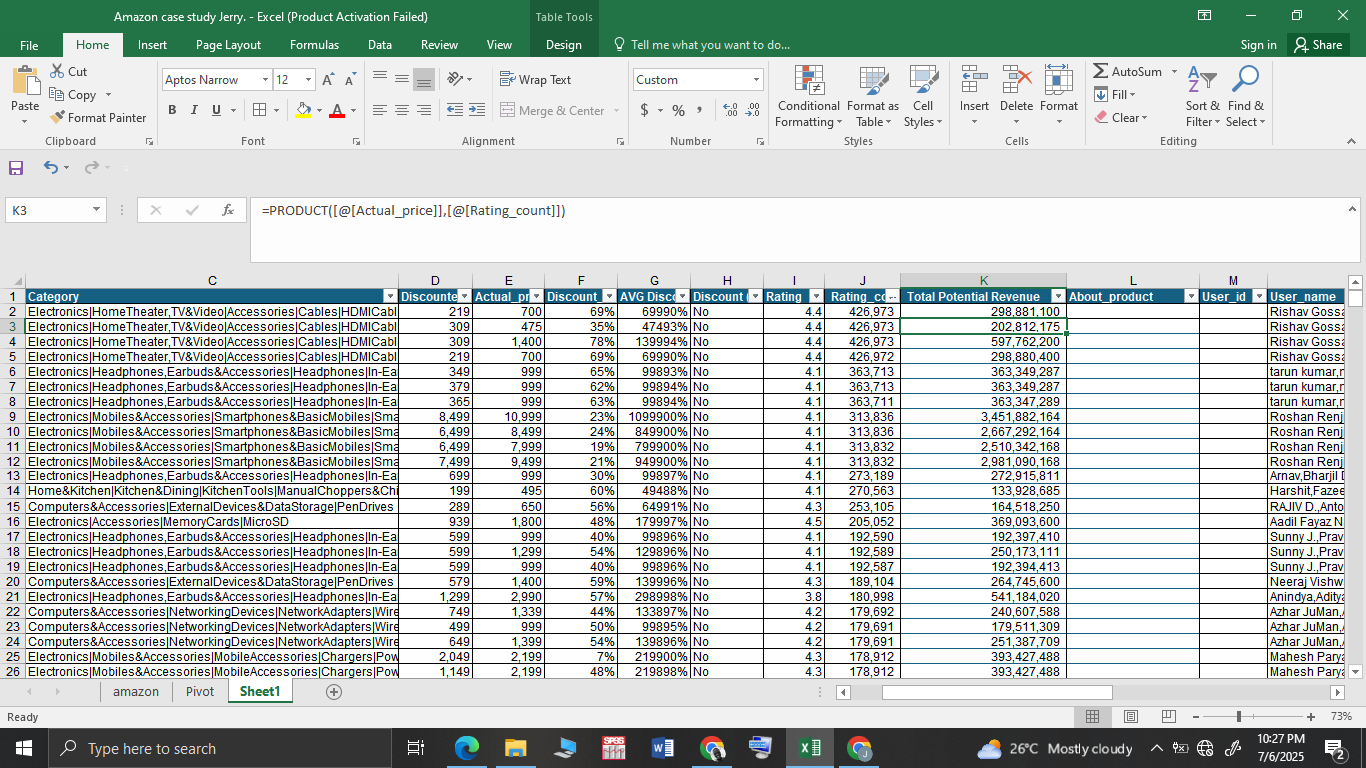 Amazon case study Jerry. - Excel (Product Activation Failed) Table Tools
File Home Insert Page Layout Formulas Data Review View Design Tell me what you want to do... Sign in Share
Paste Cut Copy Format Painter Clipboard
Aptos Narrow 12 B I U A Font
Wrap Text Merge & Center Alignment
Custom $ % , Number
Conditional Formatting Format as Table Cell Styles Styles
Insert Delete Format Cells
AutoSum Fill Clear Sort & Filter Find & Select Editing
K3 fx =PRODUCT([@[Actual_price]],[@[Rating_count]])
C D E F G H I J K L M
1 Category Discounte Actual_pr Discount_ AVG Disco Discount Rating Rating_co Total Potential Revenue About_product User_id User_name
2 Electronics|HomeTheater,TV&Video|Accessories|Cables|HDMICabl 219 700 69% 69990% No 4.4 426,973 298,881,100 Rishav Gossa
3 Electronics|HomeTheater,TV&Video|Accessories|Cables|HDMICabl 309 475 35% 47493% No 4.4 426,973 202,812,175 Rishav Gossa
4 Electronics|HomeTheater,TV&Video|Accessories|Cables|HDMICabl 309 1,400 78% 139994% No 4.4 426,973 597,762,200 Rishav Gossa
5 Electronics|HomeTheater,TV&Video|Accessories|Cables|HDMICabl 219 700 69% 69990% No 4.4 426,972 298,880,400 Rishav Gossa
6 Electronics|Headphones,Earbuds&Accessories|Headphones|In-Ea 349 999 65% 99893% No 4.1 363,713 363,349,287 tarun kumar,r
7 Electronics|Headphones,Earbuds&Accessories|Headphones|In-Ea 379 999 62% 99894% No 4.1 363,713 363,349,287 tarun kumar,r
8 Electronics|Headphones,Earbuds&Accessories|Headphones|In-Ea 365 999 63% 99894% No 4.1 363,711 363,347,289 tarun kumar,r
9 Electronics|Mobiles&Accessories|Smartphones&BasicMobiles|Sma 8,499 10,999 23% 1099900% No 4.1 313,836 3,451,882,164 Roshan Renj
10 Electronics|Mobiles&Accessories|Smartphones&BasicMobiles|Sma 6,499 8,499 24% 849900% No 4.1 313,836 2,667,292,164 Roshan Renj
11 Electronics|Mobiles&Accessories|Smartphones&BasicMobiles|Sma 6,499 7,999 19% 799900% No 4.1 313,832 2,510,342,168 Roshan Renj
12 Electronics|Mobiles&Accessories|Smartphones&BasicMobiles|Sma 7,499 9,499 21% 949900% No 4.1 313,832 2,981,090,168 Roshan Renj
13 Electronics|Headphones,Earbuds&Accessories|Headphones|In-Ea 699 999 30% 99897% No 4.1 273,189 272,915,811 Arnav,Bharjil
14 Home&Kitchen|Kitchen&Dining|KitchenTools|ManualChoppers&Chi 199 495 60% 49488% No 4.1 270,563 133,928,685 Harshit,Fazee
15 Computers&Accessories|ExternalDevices&DataStorage|PenDrives 289 650 56% 64991% No 4.3 253,105 164,518,250 RAJIV D.,Anto
16 Electronics|Accessories|MemoryCards|MicroSD 939 1,800 48% 179997% No 4.5 205,052 369,093,600 Aadil Fayaz N
17 Electronics|Headphones,Earbuds&Accessories|Headphones|In-Ea 599 999 40% 99896% No 4.1 192,590 192,397,410 Sunny J.,Prav
18 Electronics|Headphones,Earbuds&Accessories|Headphones|In-Ea 599 1,299 54% 129896% No 4.1 192,589 250,173,111 Sunny J.,Prav
19 Electronics|Headphones,Earbuds&Accessories|Headphones|In-Ea 599 999 40% 99896% No 4.1 192,587 192,394,413 Sunny J.,Prav
20 Computers&Accessories|ExternalDevices&DataStorage|PenDrives 579 1,400 59% 139996% No 4.3 189,104 264,745,600 Neeraj Vishw
21 Electronics|Headphones,Earbuds&Accessories|Headphones|In-Ea 1,299 2,990 57% 298998% No 3.8 180,998 541,184,020 Anindya,Aditya
22 Computers&Accessories|NetworkingDevices|NetworkAdapters|Wire 749 1,339 44% 133897% No 4.2 179,692 240,607,588 Azhar JuMan,
23 Computers&Accessories|NetworkingDevices|NetworkAdapters|Wire 499 999 50% 99895% No 4.2 179,691 179,511,309 Azhar JuMan,
24 Computers&Accessories|NetworkingDevices|NetworkAdapters|Wire 649 1,399 54% 139896% No 4.2 179,691 251,387,709 Azhar JuMan,
25 Electronics|Mobiles&Accessories|MobileAccessories|Chargers|Pow 2,049 2,199 7% 219900% No 4.3 178,912 393,427,488 Mahesh Parya
26 Electronics|Mobiles&Accessories|MobileAccessories|Chargers|Pow 1,149 2,199 48% 219898% No 4.3 178,912 393,427,488 Mahesh Parya
amazon Pivot Sheet1
Ready 73%
Type here to search SPSS 26°C Mostly cloudy 10:27 PM
7/6/2025 2